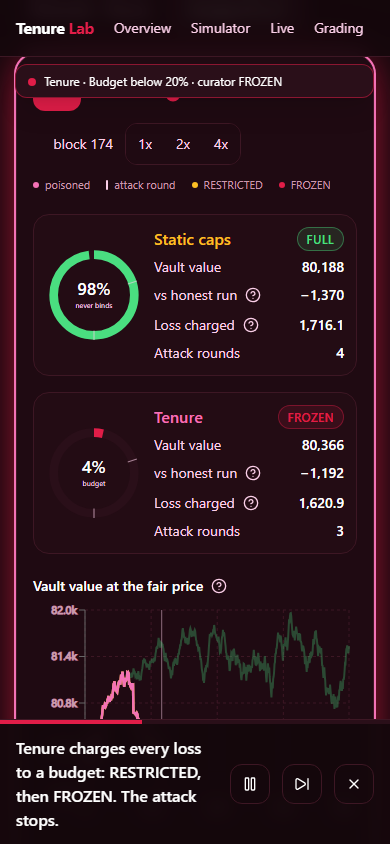 Tenure Lab Overview Simulator Live Grading
Tenure · Budget below 20% · curator FROZEN
block 174 1x 2x 4x
poisoned attack round RESTRICTED FROZEN
Static caps FULL
98%
never binds
Vault value 80,188
vs honest run ? −1,370
Loss charged ? 1,716.1
Attack rounds 4
Tenure FROZEN
4%
budget
Vault value 80,366
vs honest run ? −1,192
Loss charged ? 1,620.9
Attack rounds 3
Vault value at the fair price ?
82.0k
81.4k
80.8k
Tenure charges every loss
to a budget: RESTRICTED,
then FROZEN. The attack
stops.